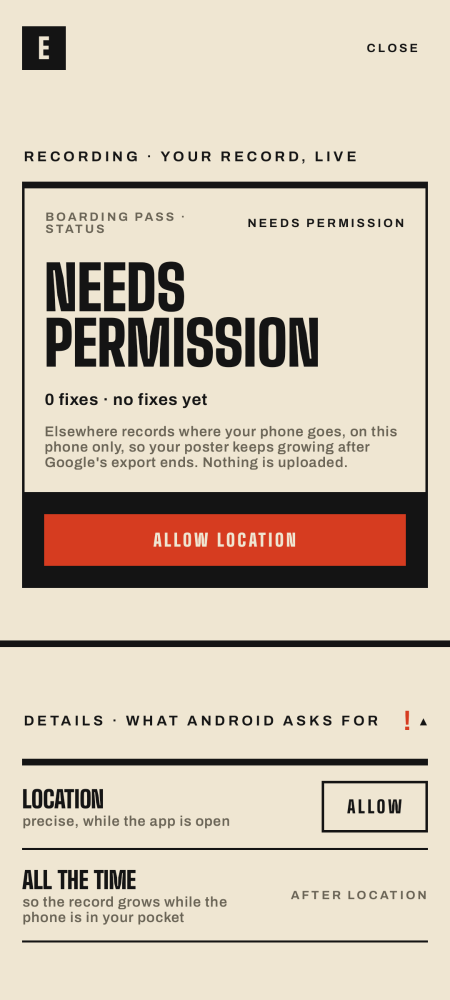 E
CLOSE
RECORDING · YOUR RECORD, LIVE
BOARDING PASS ·
STATUS
NEEDS PERMISSION
NEEDS
PERMISSION
0 fixes · no fixes yet
Elsewhere records where your phone goes, on this
phone only, so your poster keeps growing after
Google's export ends. Nothing is uploaded.
ALLOW LOCATION
DETAILS · WHAT ANDROID ASKS FOR ! ▲
LOCATION
precise, while the app is open
ALLOW
ALL THE TIME
so the record grows while the
phone is in your pocket
AFTER LOCATION